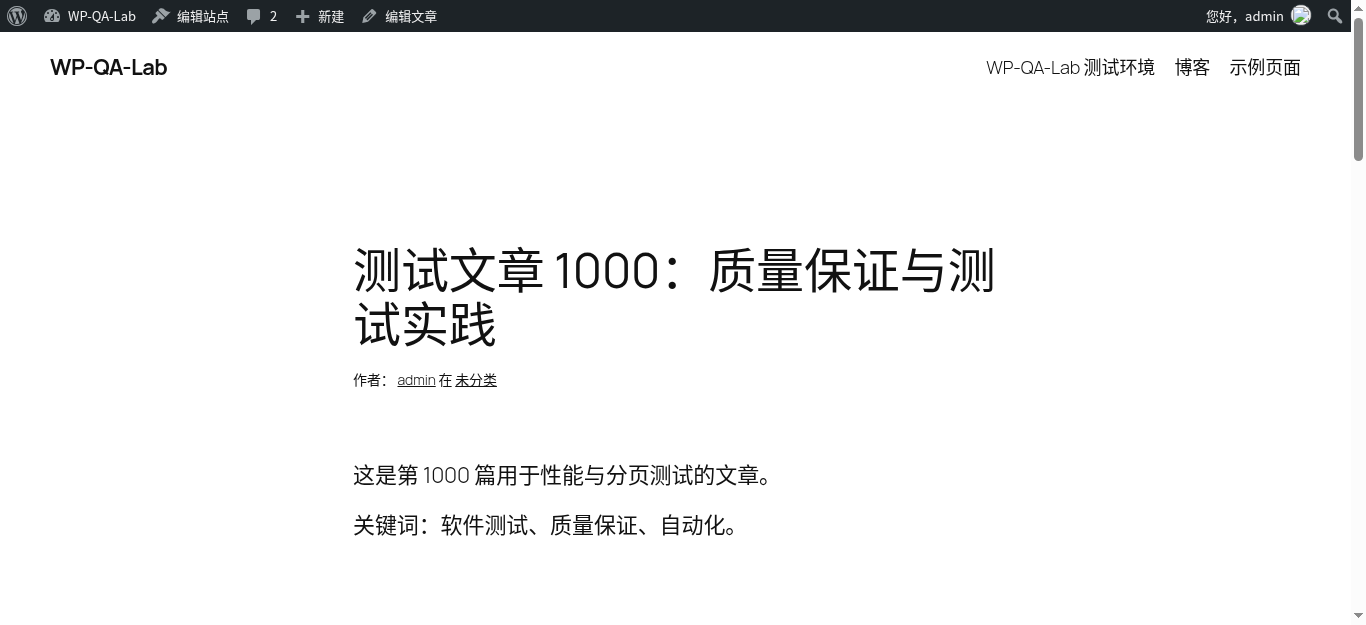 WP-QA-Lab 编辑站点 2 新建 编辑文章 您好，admin
WP-QA-Lab WP-QA-Lab 测试环境 博客 示例页面
测试文章 1000：质量保证与测
试实践
作者： admin 在 未分类
这是第 1000 篇用于性能与分页测试的文章。
关键词：软件测试、质量保证、自动化。